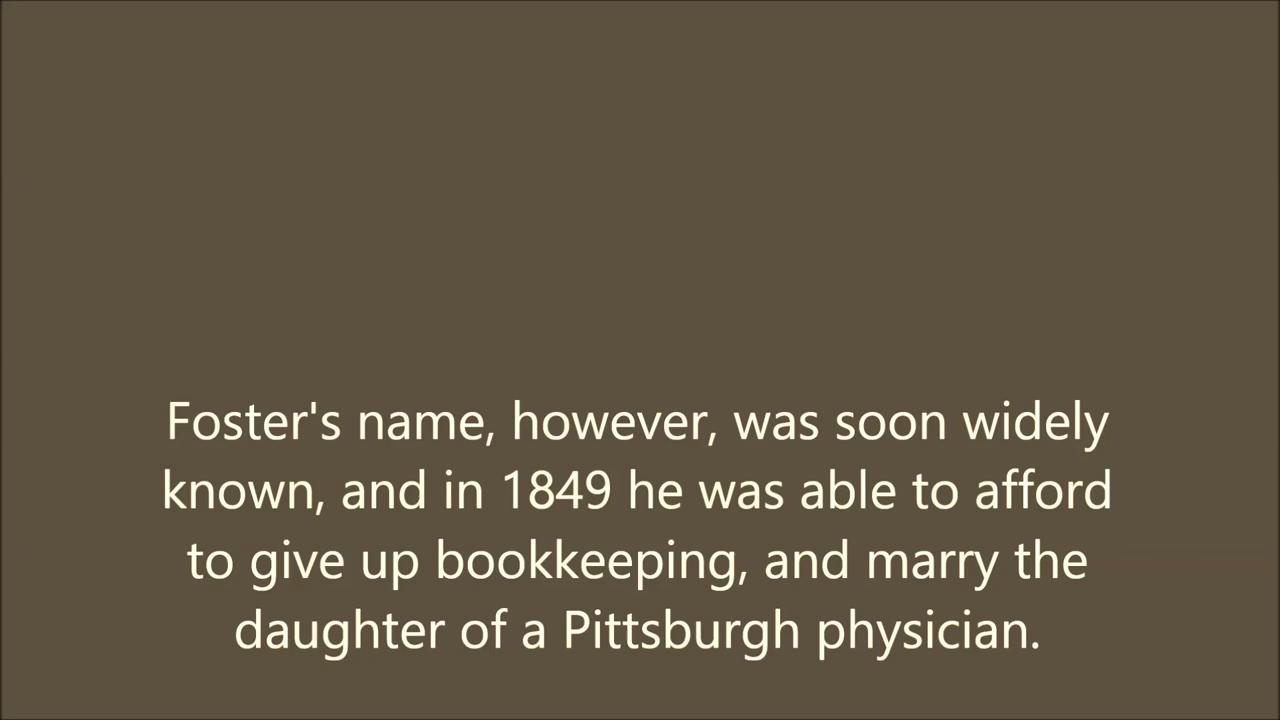 Foster's name, however, was soon widely
known, and in 1849 he was able to afford
to give up bookkeeping, and marry the
daughter of a Pittsburgh physician.